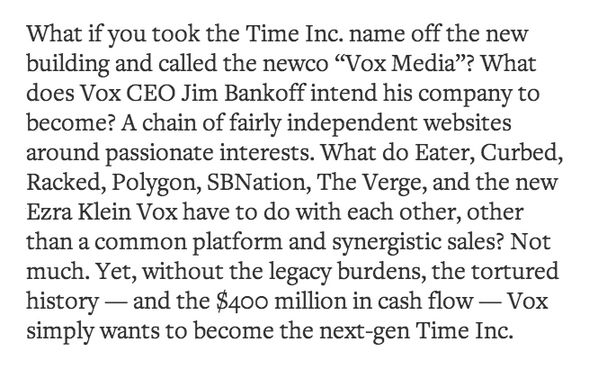 What if you took the Time Inc. name off the new
building and called the newco “Vox Media”? What
does Vox CEO Jim Bankoff intend his company to
become? A chain of fairly independent websites
around passionate interests. What do Eater, Curbed,
Racked, Polygon, SBNation, The Verge, and the new
Ezra Klein Vox have to do with each other, other
than a common platform and synergistic sales? Not
much. Yet, without the legacy burdens, the tortured
history — and the $400 million in cash flow — Vox
simply wants to become the next-gen Time Inc.